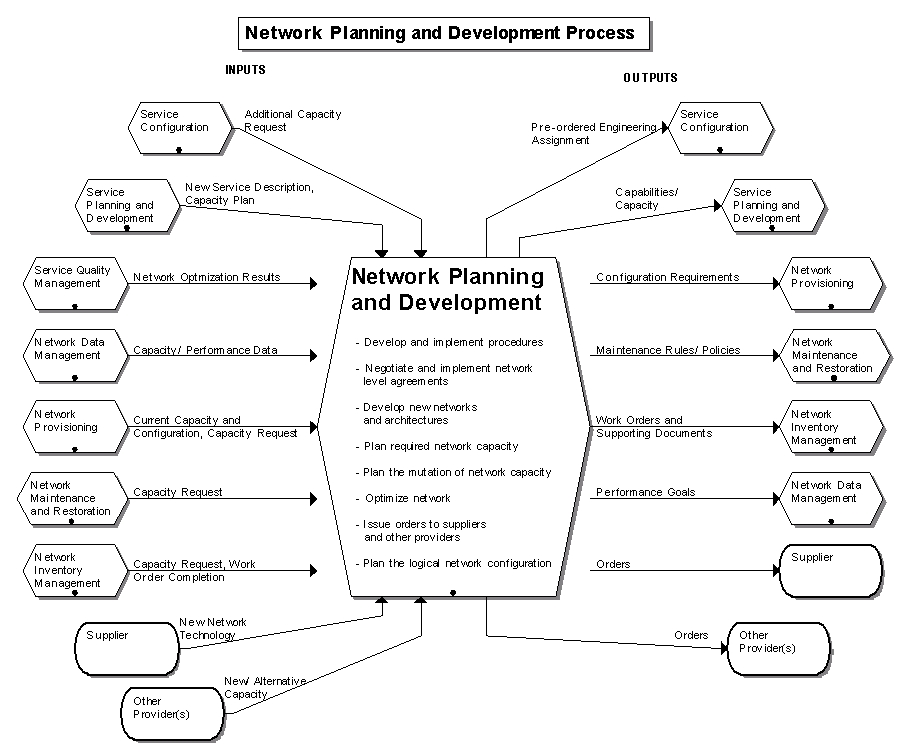 Network Planning and Development Process
INPUTS
OUTPUTS
Service
Configuration
Additional Capacity
Request
Pre-ordered Engineering
Assignment
Service
Configuration
Service
Planning and
Development
New Service Description,
Capacity Plan
Capabilities/
Capacity
Service
Planning and
Development
Service Quality
Management
Network Optmization Results
Network Planning
and Development
Configuration Requirements
Network
Provisioning
Network Data
Management
Capacity/ Performance Data
Maintenance Rules/ Policies
Network
Maintenance
and Restoration
Network
Provisioning
Current Capacity and
Configuration, Capacity Request
Work Orders and
Supporting Documents
Network
Inventory
Management
Network
Maintenance
and Restoration
Capacity Request
Performance Goals
Network Data
Management
Network
Inventory
Management
Capacity Request, Work
Order Completion
Orders
Supplier
- Develop and implement procedures
- Negotiate and implement network
level agreements
- Develop new networks
and architectures
- Plan required network capacity
- Plan the mutation of network capacity
- Optimize network
- Issue orders to suppliers
and other providers
- Plan the logical network configuration
Supplier
New Network
Technology
Orders
Other
Provider(s)
Other
Provider(s)
New/ Alternative
Capacity